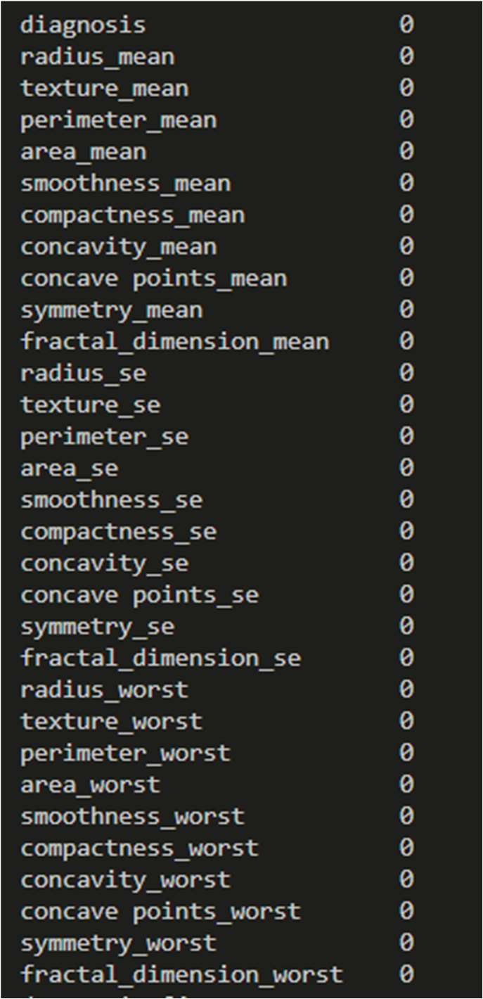 diagnosis 0
radius_mean 0
texture_mean 0
perimeter_mean 0
area_mean 0
smoothness_mean 0
compactness_mean 0
concavity_mean 0
concave points_mean 0
symmetry_mean 0
fractal_dimension_mean 0
radius_se 0
texture_se 0
perimeter_se 0
area_se 0
smoothness_se 0
compactness_se 0
concavity_se 0
concave points_se 0
symmetry_se 0
fractal_dimension_se 0
radius_worst 0
texture_worst 0
perimeter_worst 0
area_worst 0
smoothness_worst 0
compactness_worst 0
concavity_worst 0
concave points_worst 0
symmetry_worst 0
fractal_dimension_worst 0